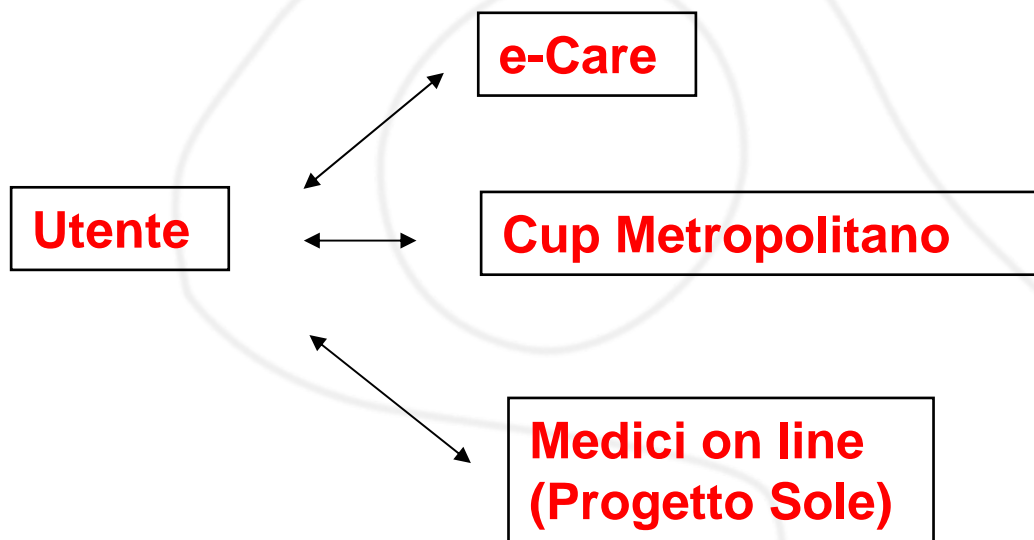 e-Care
Utente
Cup Metropolitano
Medici on line
(Progetto Sole)